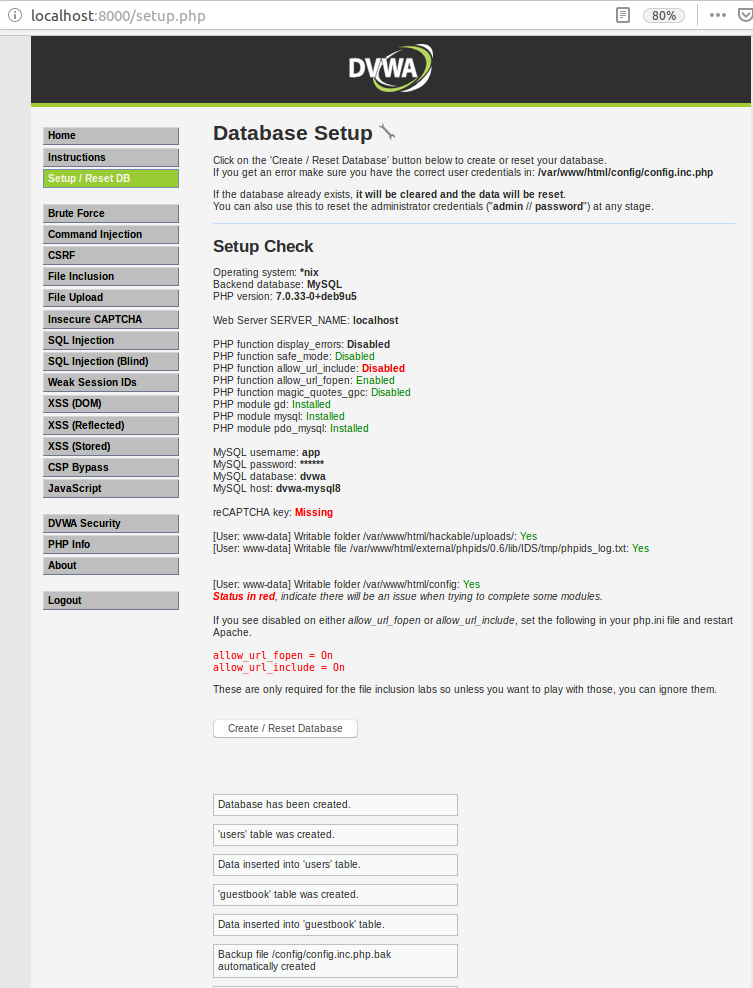 localhost:8000/setup.php
80%
DVWA
Home
Instructions
Setup / Reset DB
Brute Force
Command Injection
CSRF
File Inclusion
File Upload
Insecure CAPTCHA
SQL Injection
SQL Injection (Blind)
Weak Session IDs
XSS (DOM)
XSS (Reflected)
XSS (Stored)
CSP Bypass
JavaScript
DVWA Security
PHP Info
About
Logout
Database Setup
Click on the 'Create / Reset Database' button below to create or reset your database.
If you get an error make sure you have the correct user credentials in: /var/www/html/config/config.inc.php
If the database already exists, it will be cleared and the data will be reset.
You can also use this to reset the administrator credentials ("admin // password") at any stage.
Setup Check
Operating system: *nix
Backend database: MySQL
PHP version: 7.0.33-0+deb9u5
Web Server SERVER_NAME: localhost
PHP function display_errors: Disabled
PHP function safe_mode: Disabled
PHP function allow_url_include: Disabled
PHP function allow_url_fopen: Enabled
PHP function magic_quotes_gpc: Disabled
PHP module gd: Installed
PHP module mysql: Installed
PHP module pdo_mysql: Installed
MySQL username: app
MySQL password: ******
MySQL database: dvwa
MySQL host: dvwa-mysql8
reCAPTCHA key: Missing
[User: www-data] Writable folder /var/www/html/hackable/uploads/: Yes
[User: www-data] Writable file /var/www/html/external/phpids/0.6/lib/IDS/tmp/phpids_log.txt: Yes
[User: www-data] Writable folder /var/www/html/config: Yes
Status in red, indicate there will be an issue when trying to complete some modules.
If you see disabled on either allow_url_fopen or allow_url_include, set the following in your php.ini file and restart
Apache.
allow_url_fopen = On
allow_url_include = On
These are only required for the file inclusion labs so unless you want to play with those, you can ignore them.
Create / Reset Database
Database has been created.
'users' table was created.
Data inserted into 'users' table.
'guestbook' table was created.
Data inserted into 'guestbook' table.
Backup file /config/config.inc.php.bak
automatically created